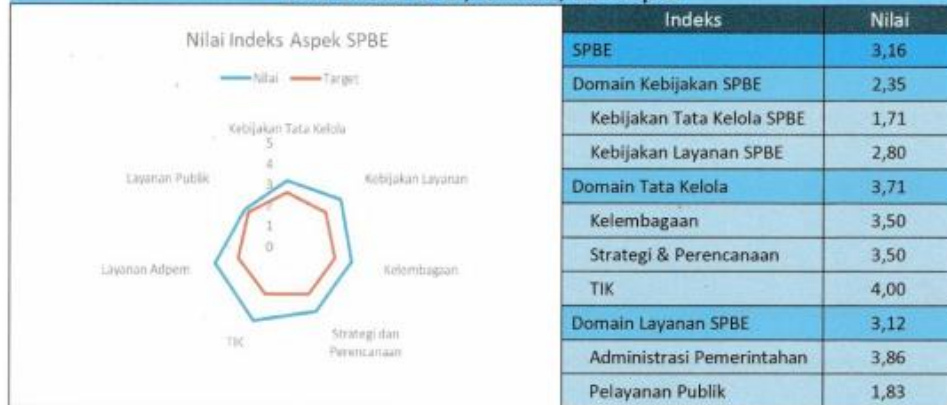 Nilai Indeks Aspek SPBE
Nilai Target
Kebijakan Tata Kelola
5
4
3
1
0
Kebijakan Layanan
Kelembagaan
Strategi dan
Perencanaan
TIK
Layanan Adpem
Layanan Publik
Indeks Nilai
SPBE 3,16
Domain Kebijakan SPBE 2,35
Kebijakan Tata Kelola SPBE 1,71
Kebijakan Layanan SPBE 2,80
Domain Tata Kelola 3,71
Kelembagaan 3,50
Strategi & Perencanaan 3,50
TIK 4,00
Domain Layanan SPBE 3,12
Administrasi Pemerintahan 3,86
Pelayanan Publik 1,83